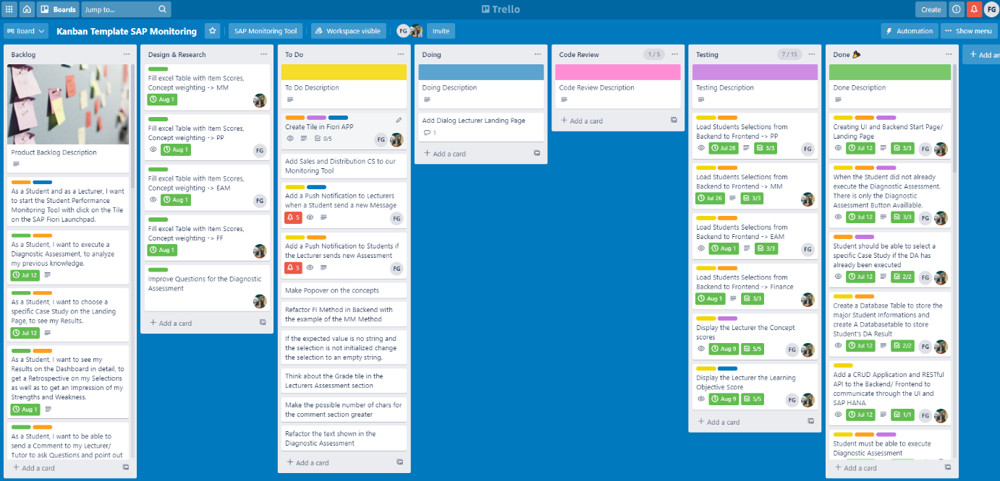 Boards
Jump to...
Trello
Create
FG
Board
Kanban Template SAP Monitoring
SAP Monitoring Tool
Workspace visible
FG
Invite
Automation
Show menu
Backlog
Product Backlog Description
As a Student and as a Lecturer, I want
to start the Student Performance
Monitoring Tool with click on the Tile
on the SAP Fiori Launchpad.
As a Student, I want to execute a
Diagnostic Assessment, to analyze
my previous knowledge.
Jul 12
As a Student, I want to choose a
specific Case Study on the Landing
Page, to see my Results.
Jul 12
As a Student, I want to see my
Results on the Dashboard in detail, to
get a Retrospective on my Selections
as well as to get an Impression of my
Strengths and Weakness.
Aug 1
As a Student, I want to be able to
send a Comment to my Lecturer/
Tutor to ask Questions and point out
+ Add a card
Design & Research
Fill excel Table with Item Scores,
Concept weighting -> MM
Aug 1
Fill excel Table with Item Scores,
Concept weighting -> PP
Aug 1
FG
Fill excel Table with Item Scores,
Concept weighting -> EAM
Aug 1
FG
Fill excel Table with Item Scores,
Concept weighting -> FF
Aug 1
Improve Questions for the Diagnostic
Assessment
+ Add a card
To Do
To Do Description
Create Tile in Fiori APP
0/5
FG
Add Sales and Distribution CS to our
Monitoring Tool
Add a Push Notification to Lecturers
when a Student send a new Message
5
FG
Add a Push Notification to Students if
the Lecturer sends new Assessment
5
FG
Make Popover on the concepts
Refactor FI Method in Backend with
the example of the MM Method
If the expected value is no string and
the selection is not initialized change
the selection to an empty string.
Think about the Grade tile in the
Lecturers Assessment section
Make the possible number of chars for
the comment section greater
Refactor the text shown in the
Diagnostic Assessment
+ Add a card
Doing
Doing Description
Add Dialog Lecturer Landing Page
1
+ Add a card
Code Review
1 / 5
Code Review Description
+ Add a card
Testing
7 / 15
Testing Description
Load Students Selections from
Backend to Frontend -> PP
Jul 26
3/3
FG
Load Students Selections from
Backend to Frontend -> MM
Jul 26
3/3
Load Students Selections from
Backend to Frontend -> EAM
Aug 1
3/3
FG
Load Students Selections from
Backend to Frontend -> Finance
Aug 1
3/3
Display the Lecturer the Concept
scores
Aug 9
5/5
FG
Display the Lecturer the Learning
Objective Score
Aug 9
5/5
FG
+ Add a card
Done
Done Description
Creating UI and Backend Start Page/
Landing Page
Jul 12
3/3
FG
When the Student did not already
execute the Diagnostic Assessment.
There is only the Diagnostic
Assessment Button Availlable.
Jul 12
3/3
FG
Student should be able to select a
specific Case Study if the DA has
already been executed
Jul 12
2/2
FG
Create a Database Table to store the
major Student Informations and
create A Databasetable to store
Student's DA Result
Jul 12
2/2
FG
Add a CRUD Application and RESTful
API to the Backend/ Frontend to
communicate through the UI and
SAP HANA
Jul 12
1/1
FG
Student must be able to execute
Diagnostic Assessment
+ Add a card
+ Add an